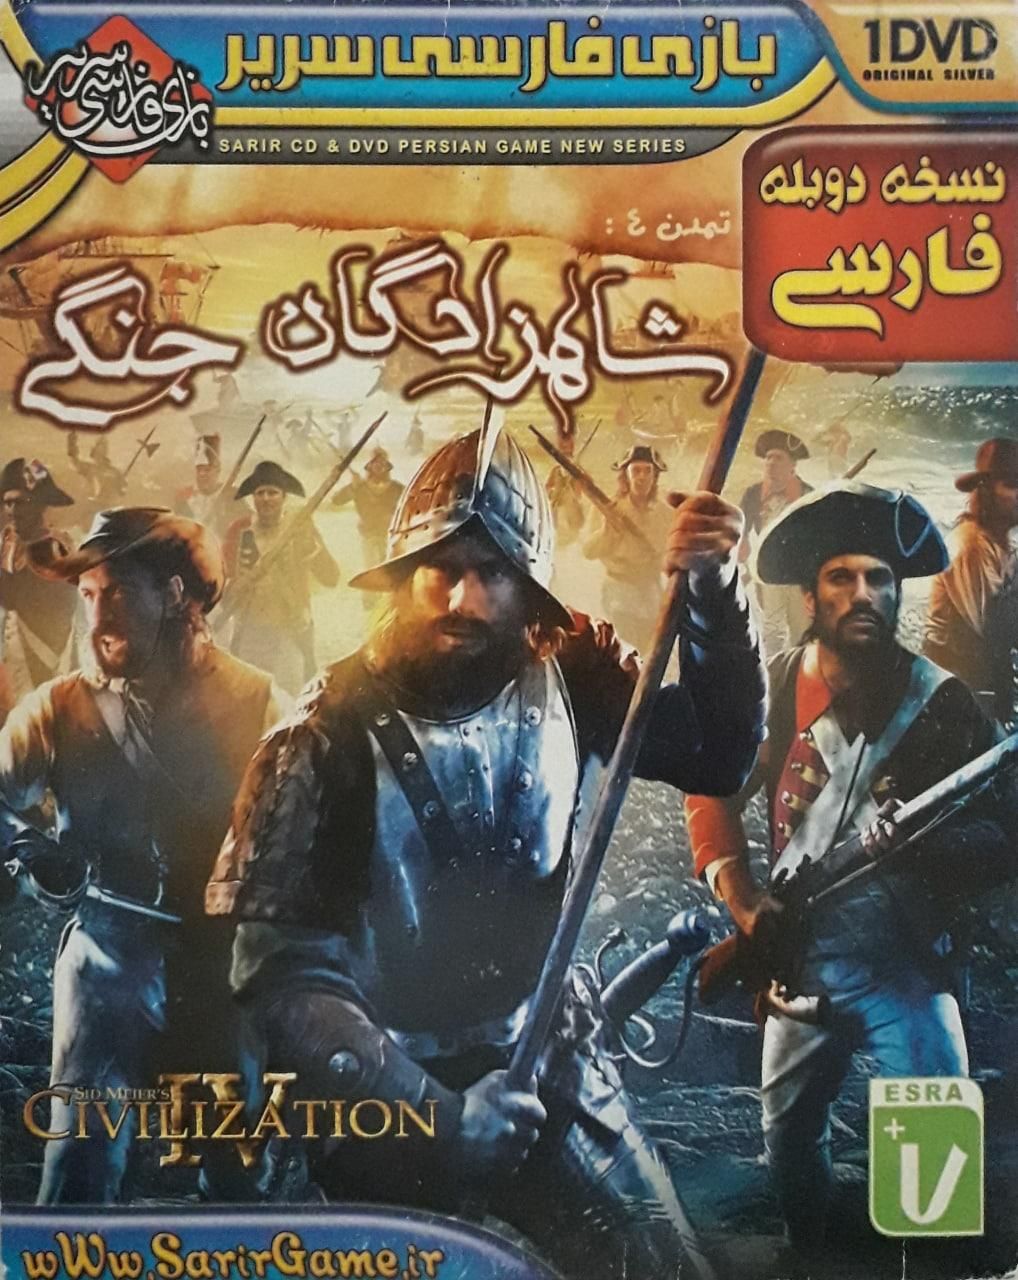 بازی فارسی سریر
1DVD
ORIGINAL SILVER
بازی فارسی سریر
SARIR CD & DVD PERSIAN GAME NEW SERIES
نسخه دوبله
فارسی
تمدن ٤ :
شاهزادگان جنگی
SID MEIER'S
CIVILIZATION
IV
ESRA
+۷
wWw.SarirGame.ir